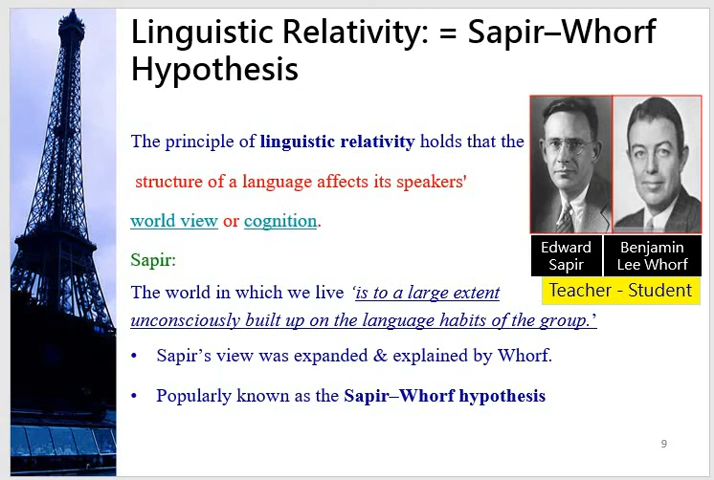 Linguistic Relativity: = Sapir–Whorf
Hypothesis
The principle of linguistic relativity holds that the
structure of a language affects its speakers'
world view or cognition.
Sapir:
The world in which we live ‘is to a large extent
unconsciously built up on the language habits of the group.’
• Sapir’s view was expanded & explained by Whorf.
• Popularly known as the Sapir–Whorf hypothesis
Edward
Sapir
Benjamin
Lee Whorf
Teacher - Student
9